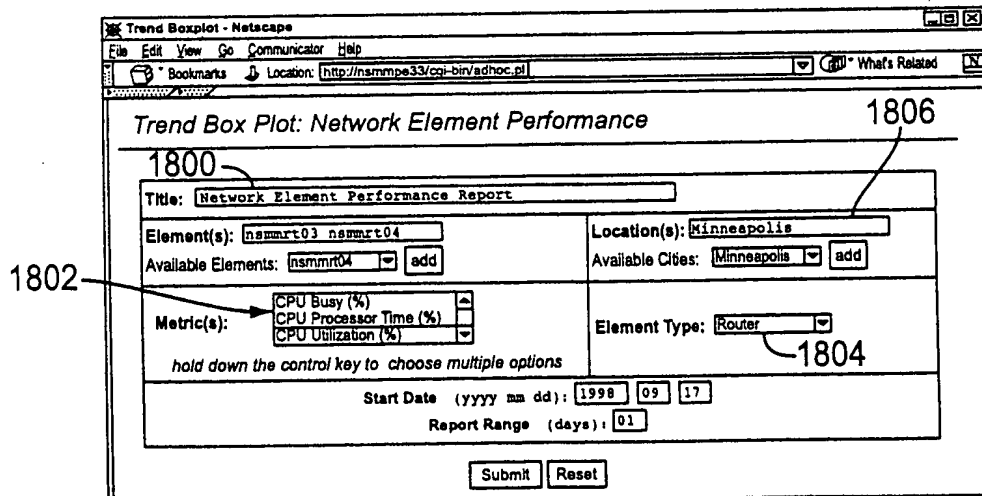 Trend Boxplot - Netscape
File Edit View Go Communicator Help
Bookmarks Location: http://nsmmpe33/cgi-bin/adhoc.pl What's Related N
Trend Box Plot: Network Element Performance
1806
1800
Title: Network Element Performance Report
Element(s): nsmmrt03 nsmmrt04
Location(s): Minneapolis
Available Elements: nsmmrt04 add
Available Cities: Minneapolis add
1802
Metric(s):
CPU Busy (%)
CPU Processor Time (%)
CPU Utilization (%)
Element Type: Router
1804
hold down the control key to choose multiple options
Start Date (yyyy mm dd): 1998 09 17
Report Range (days): 01
Submit Reset